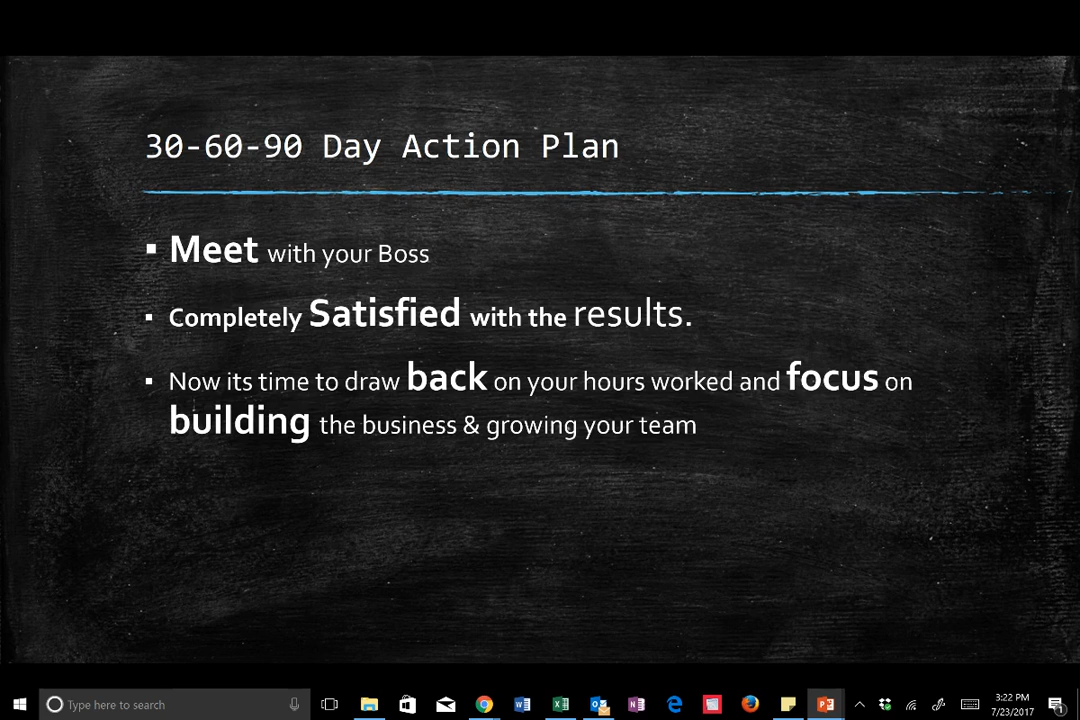 30-60-90 Day Action Plan
▪ Meet with your Boss
▪ Completely Satisfied with the results.
▪ Now its time to draw back on your hours worked and focus on
building the business & growing your team
Type here to search
3:22 PM
7/23/2017